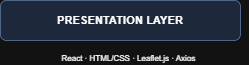 PRESENTATION LAYER
React · HTML/CSS · Leaflet.js · Axios